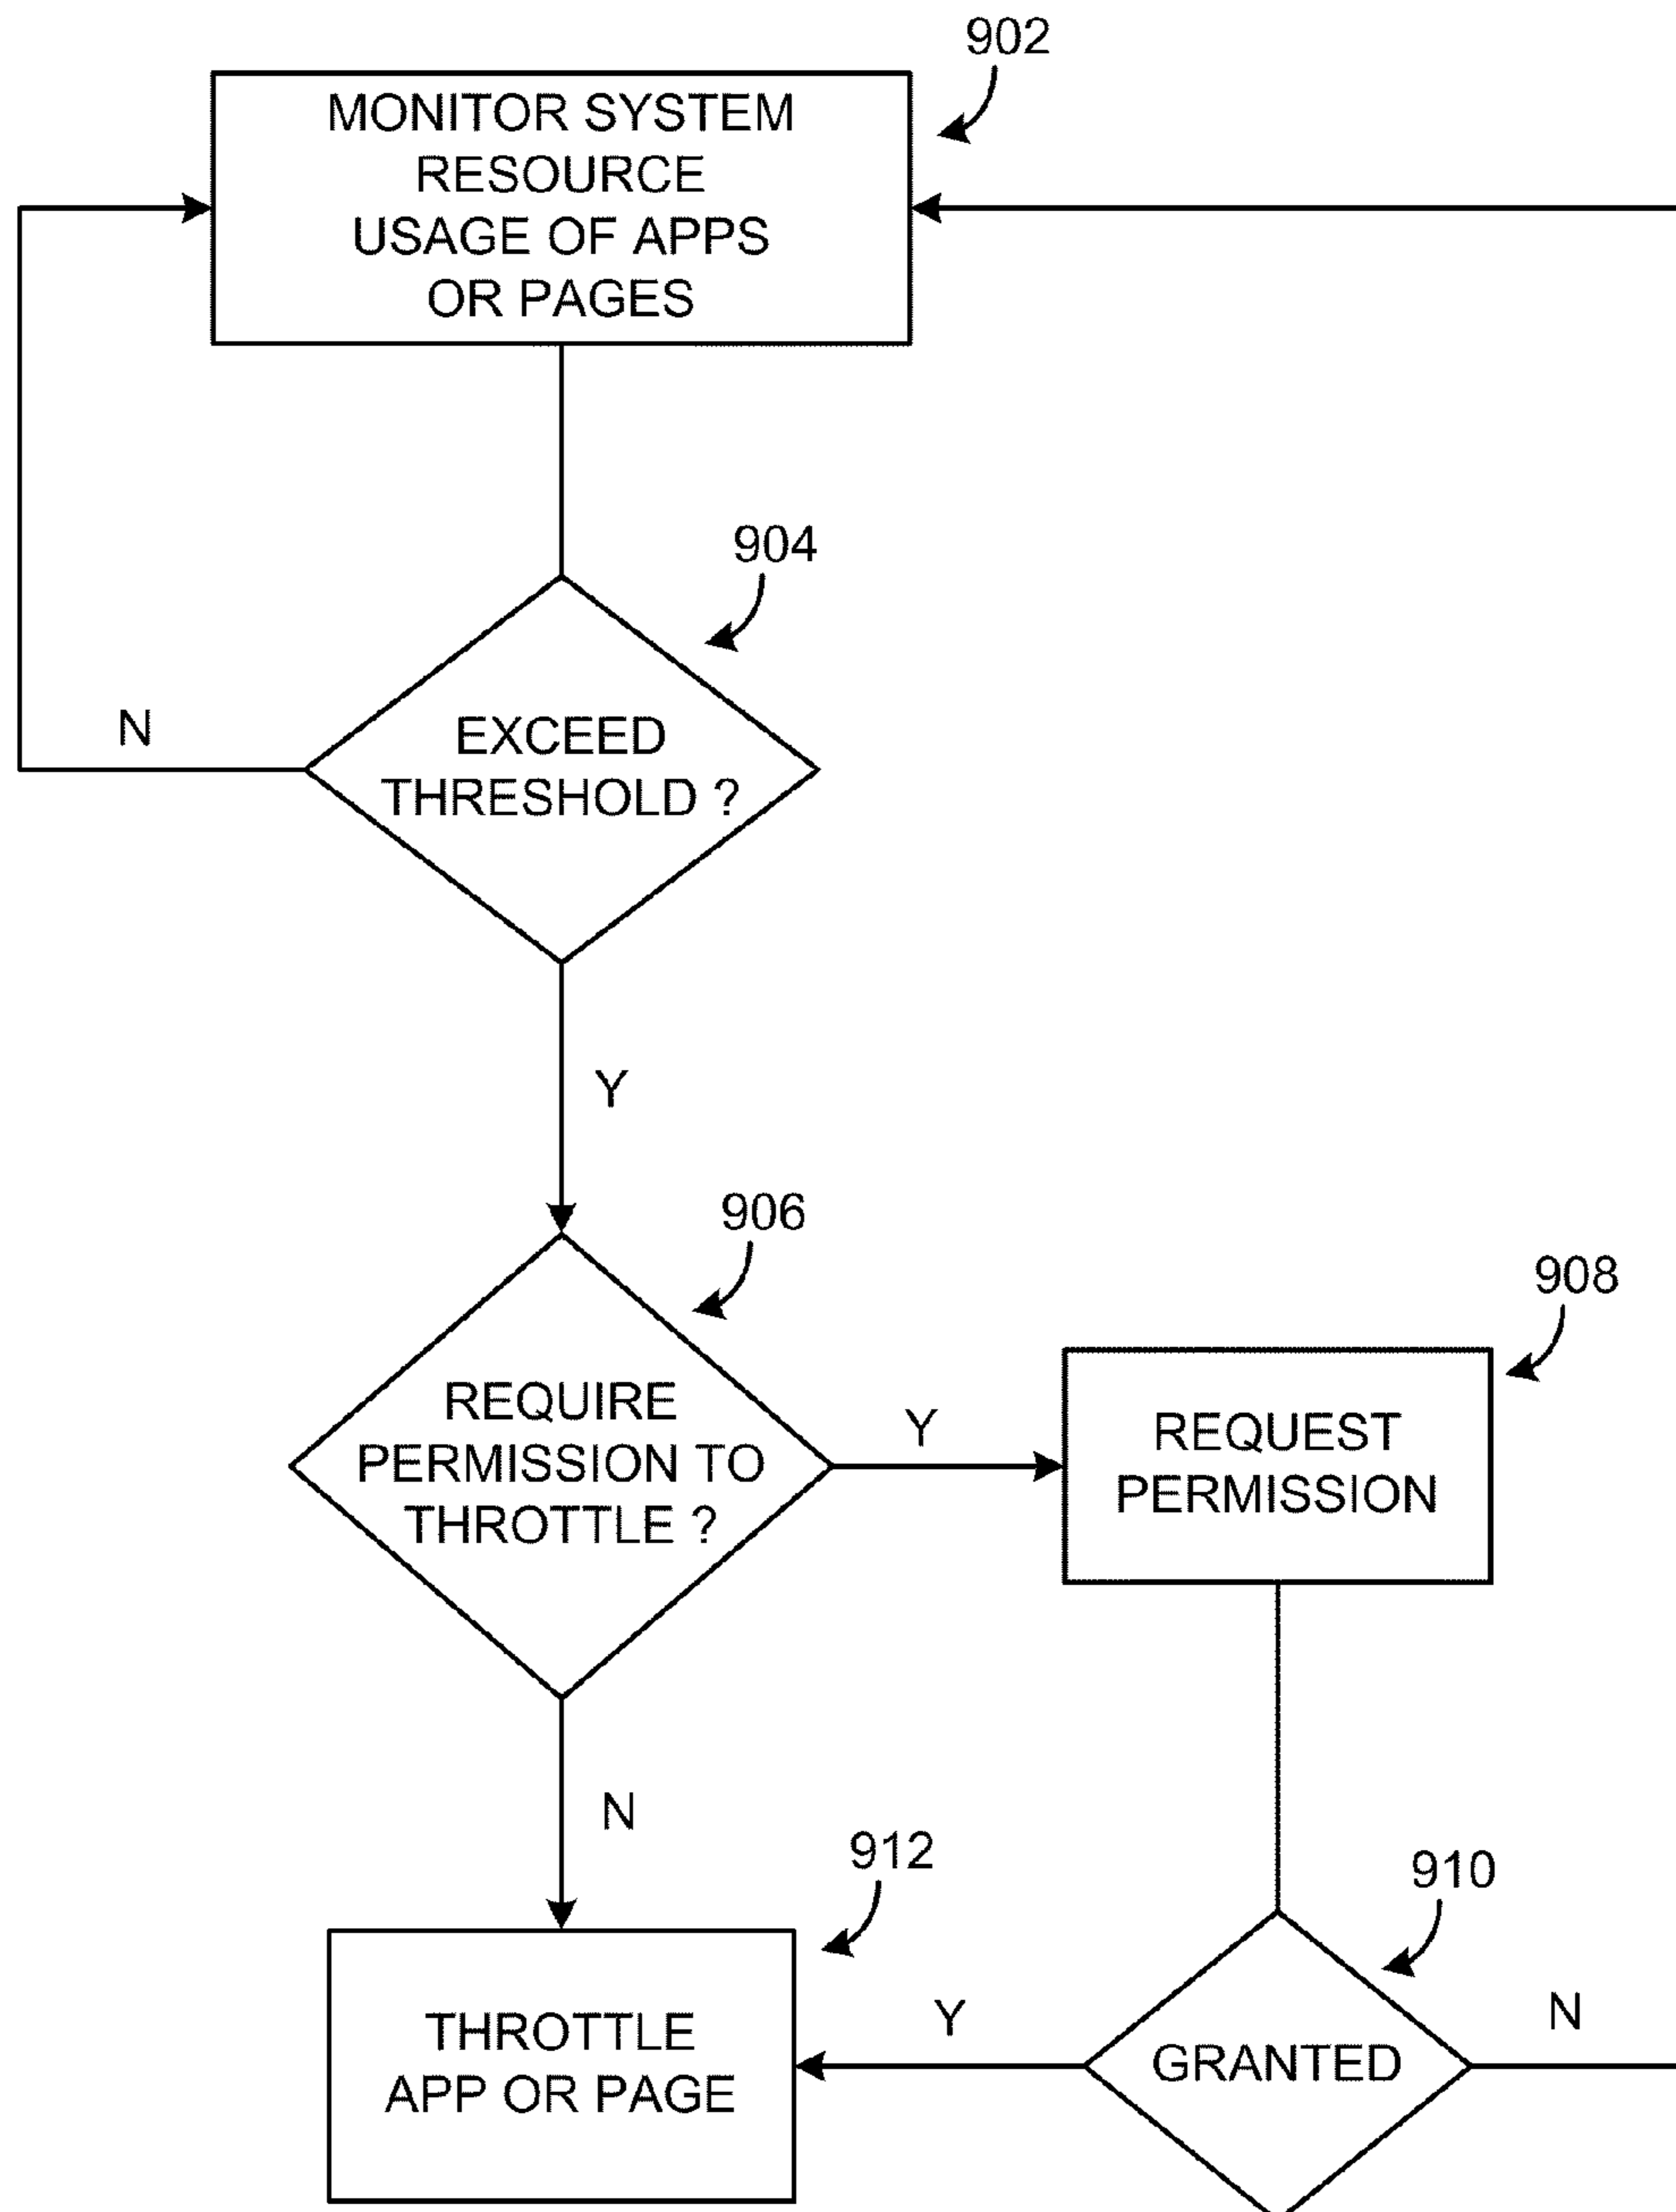 902
MONITOR SYSTEM
RESOURCE
USAGE OF APPS
OR PAGES
904
EXCEED
THRESHOLD ?
N
Y
906
REQUIRE
PERMISSION TO
THROTTLE ?
Y
908
REQUEST
PERMISSION
N
912
THROTTLE
APP OR PAGE
910
GRANTED
Y
N